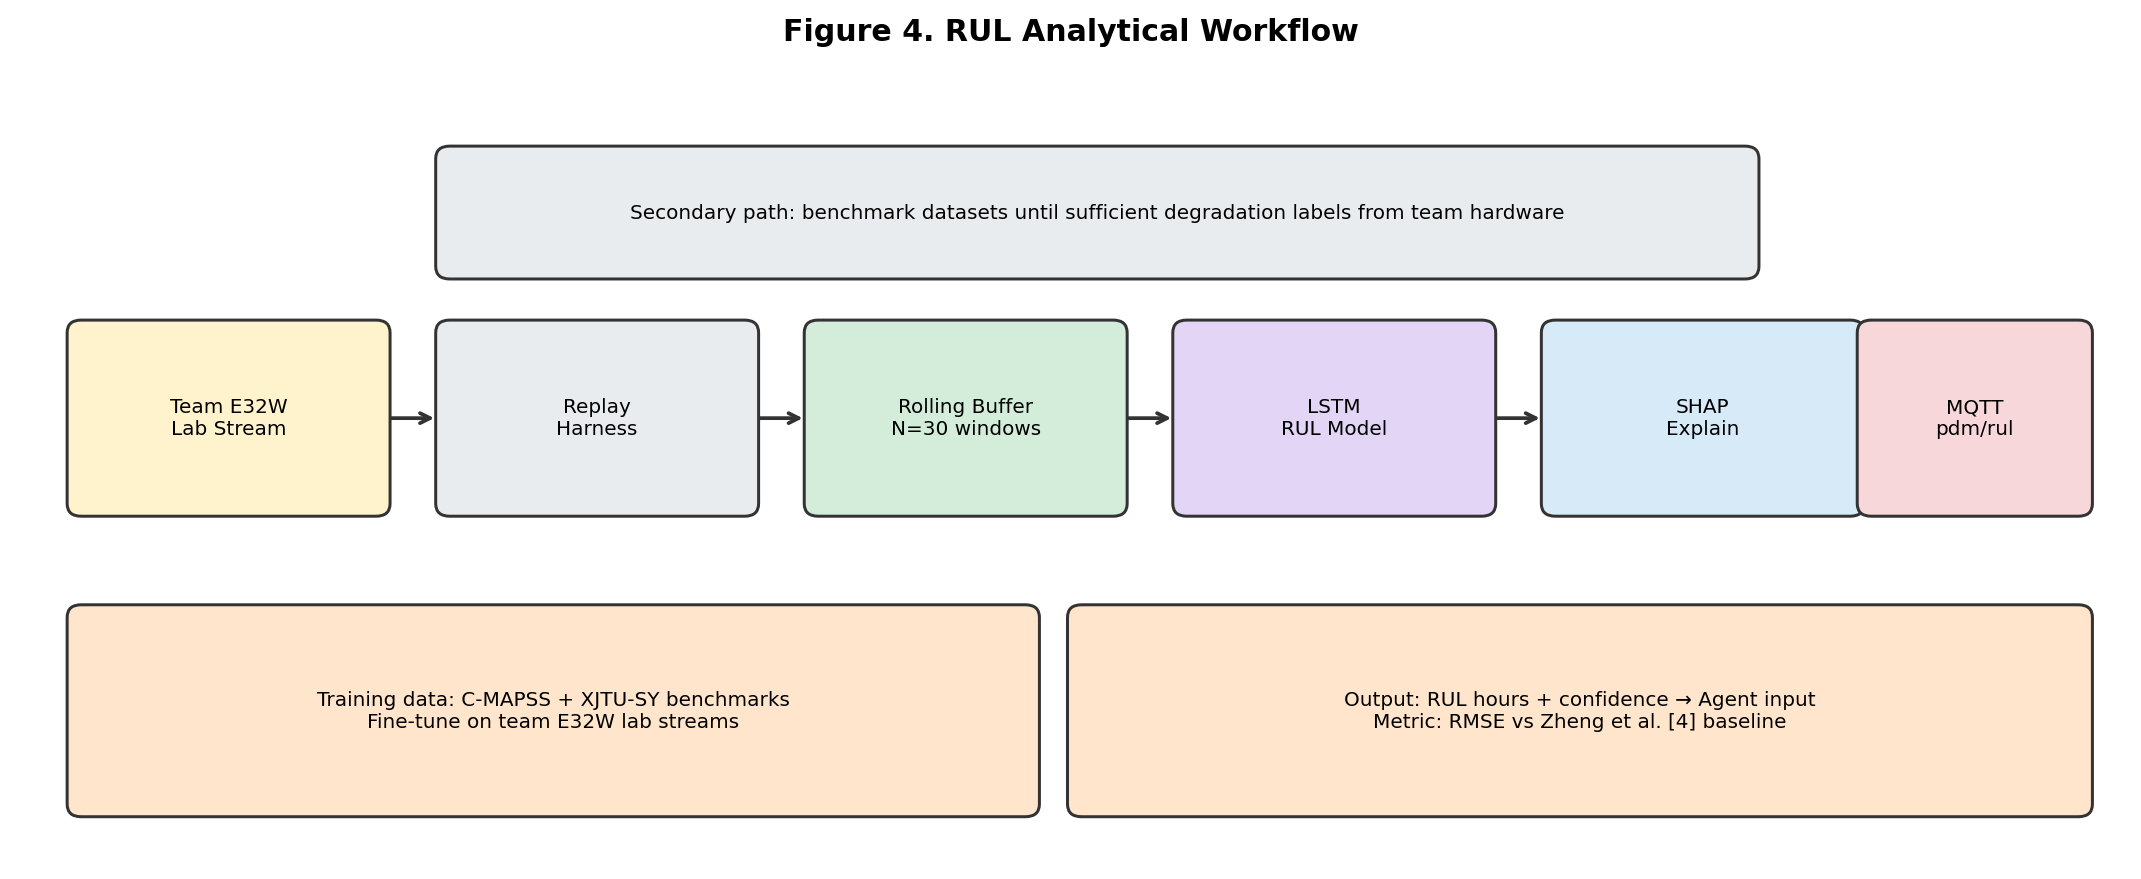 Figure 4. RUL Analytical Workflow
Secondary path: benchmark datasets until sufficient degradation labels from team hardware
Team E32W
Lab Stream
Replay
Harness
Rolling Buffer
N=30 windows
LSTM
RUL Model
SHAP
Explain
MQTT
pdm/rul
Training data: C-MAPSS + XJTU-SY benchmarks
Fine-tune on team E32W lab streams
Output: RUL hours + confidence → Agent input
Metric: RMSE vs Zheng et al. [4] baseline